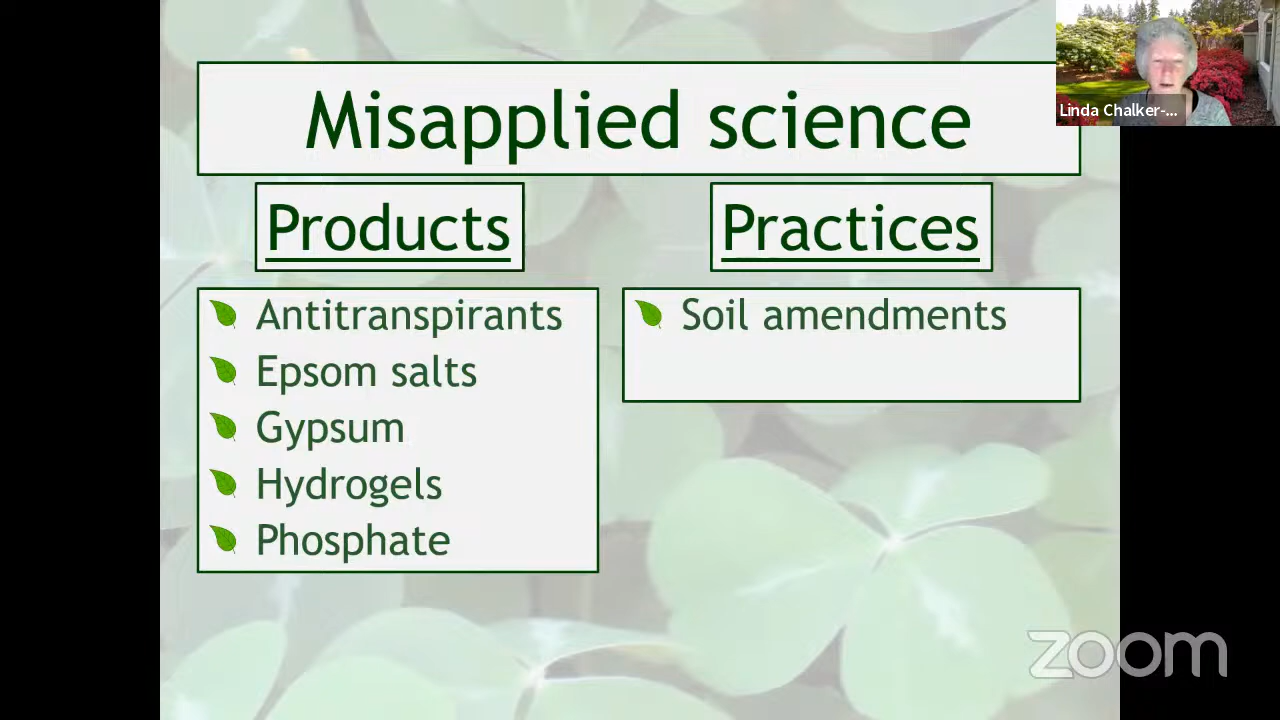 Misapplied science
Linda Chalker-...
Products
Practices
Antitranspirants
Epsom salts
Gypsum
Hydrogels
Phosphate
Soil amendments
zoom